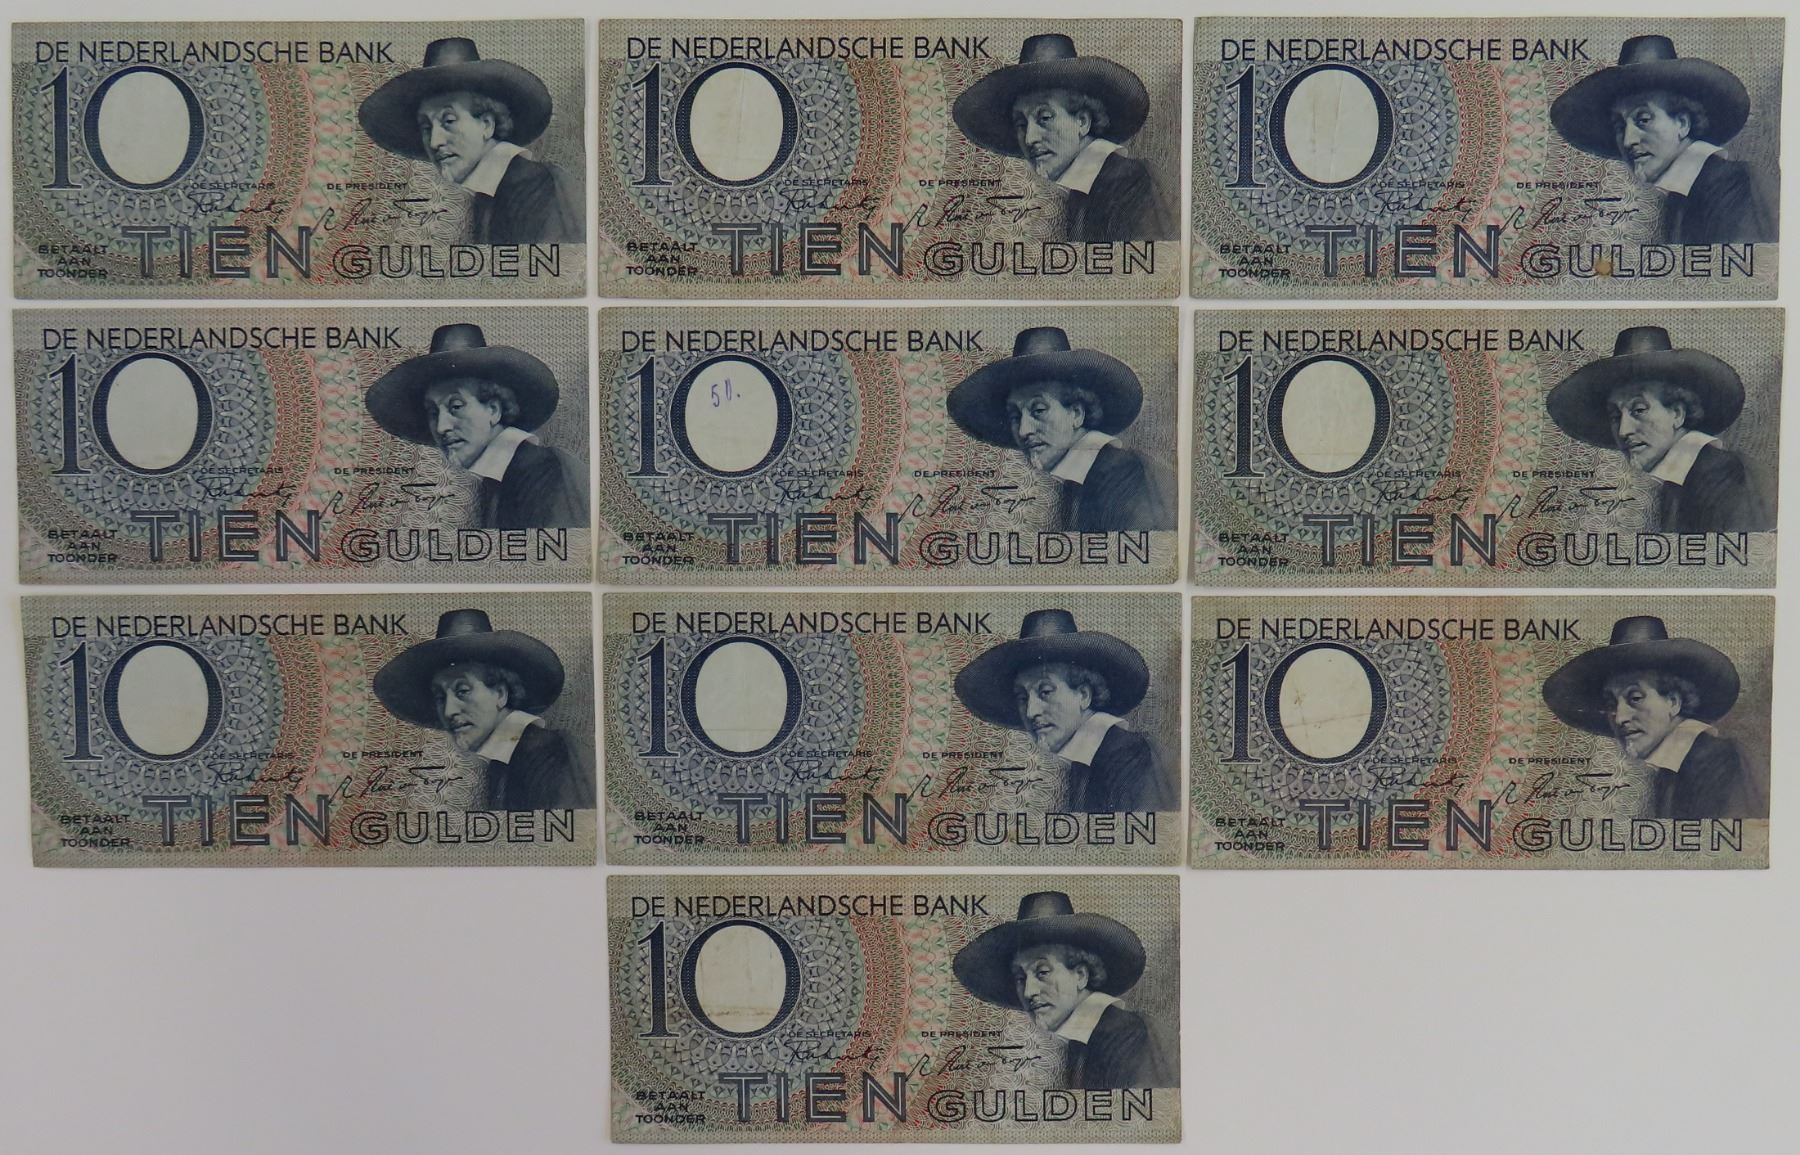 DE NEDERLANDSCHE BANK
10
DE SECRETARIS DE PRESIDENT
BETAALT
AAN
TOONDER
TIEN GULDEN
DE NEDERLANDSCHE BANK
10
DE SECRETARIS DE PRESIDENT
BETAALT
AAN
TOONDER
TIEN GULDEN
DE NEDERLANDSCHE BANK
10
DE SECRETARIS DE PRESIDENT
BETAALT
AAN
TOONDER
TIEN GULDEN
DE NEDERLANDSCHE BANK
10
DE SECRETARIS DE PRESIDENT
BETAALT
AAN
TOONDER
TIEN GULDEN
DE NEDERLANDSCHE BANK
10
50.
DE SECRETARIS DE PRESIDENT
BETAALT
AAN
TOONDER
TIEN GULDEN
DE NEDERLANDSCHE BANK
10
DE SECRETARIS DE PRESIDENT
BETAALT
AAN
TOONDER
TIEN GULDEN
DE NEDERLANDSCHE BANK
10
DE SECRETARIS DE PRESIDENT
BETAALT
AAN
TOONDER
TIEN GULDEN
DE NEDERLANDSCHE BANK
10
DE SECRETARIS DE PRESIDENT
BETAALT
AAN
TOONDER
TIEN GULDEN
DE NEDERLANDSCHE BANK
10
DE SECRETARIS DE PRESIDENT
BETAALT
AAN
TOONDER
TIEN GULDEN
DE NEDERLANDSCHE BANK
10
DE SECRETARIS DE PRESIDENT
BETAALT
AAN
TOONDER
TIEN GULDEN